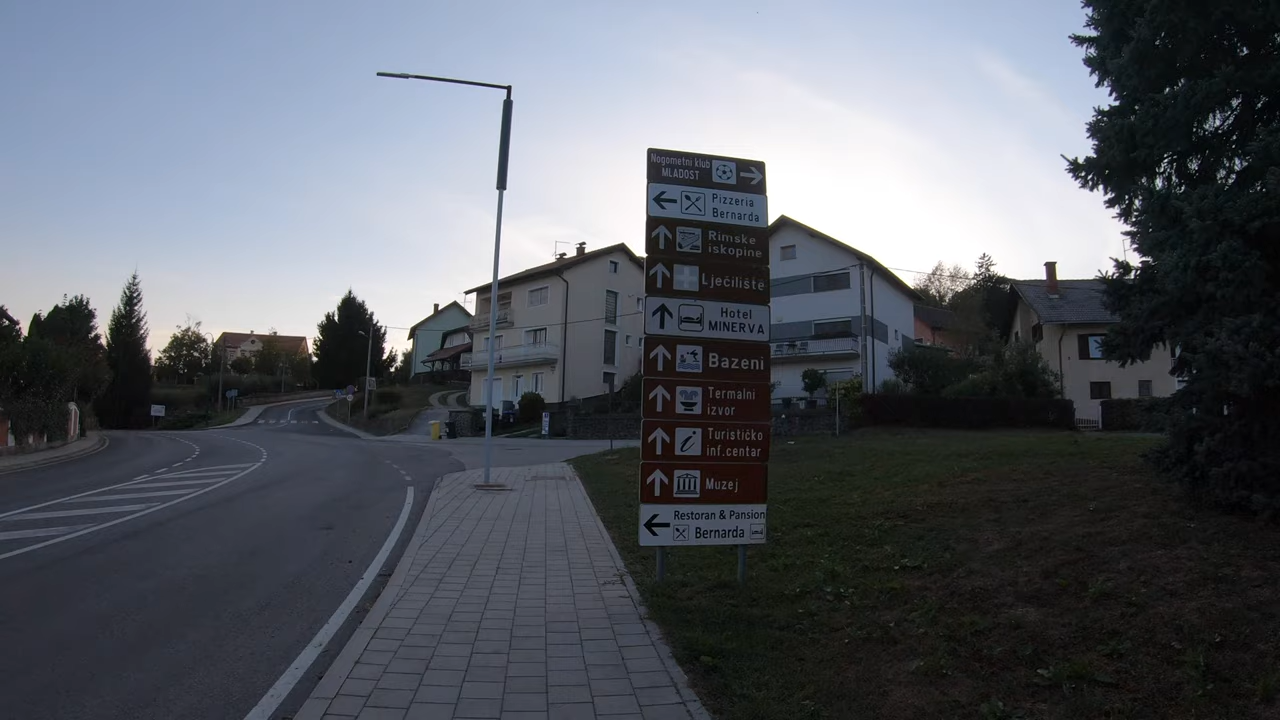 Nogometni klub
MLADOST
Pizzeria
Bernarda
Rimske
iskopine
Lječilište
Hotel
MINERVA
Bazeni
Termalni
izvor
Turističko
inf.centar
Muzej
Restoran & Pansion
Bernarda